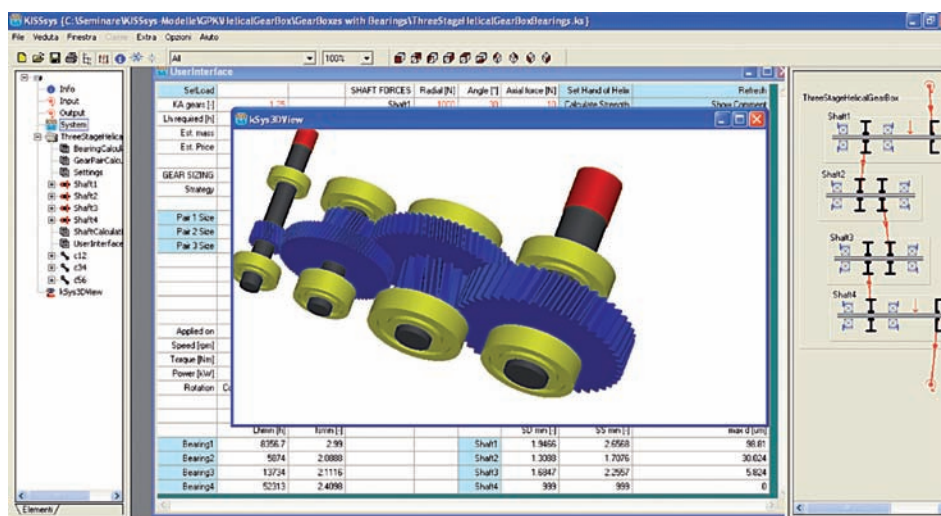 KISSsys {C:\Seminare\KISSsys-Modelle\GPK\HelicalGearBox\GearBoxes with Bearings\ThreeStageHelicalGearBoxBearings.ks}
File Veduta Finestra Extra Opzioni Aiuto
All 100%
Info
Input
Output
System
ThreeStageHelica
BearingCalcul
GearPairCalcu
Settings
Shaft1
Shaft2
Shaft3
Shaft4
ShaftCalculati
UserInterface
c12
c34
c56
kSys3DView
Elementi
UserInterface
SetLoad SHAFT FORCES Radial [N] Angle [°] Axial force [N] Set Hand of Helix Refresh
KA gears [-] 1.25 Shaft1 1000 30 10 Calculate Strength Show Comment
Lh required [h]
Est. mass
Est. Price
GEAR SIZING
Strategy
Pair 1 Size
Pair 2 Size
Pair 3 Size
Applied on
Speed [rpm]
Torque [Nm]
Power [kW]
Rotation
kSys3DView
Lhmin [h] SD min [-] SS min [-] max d [um]
Bearing1 8356.7 2.99 Shaft1 1.9466 2.6568 98.81
Bearing2 5874 2.0888 Shaft2 1.3088 1.7076 30.024
Bearing3 13734 2.1116 Shaft3 1.6847 2.2557 5.824
Bearing4 52313 2.4098 Shaft4 999 999 0
ThreeStageHelicalGearBox
Shaft1
Shaft2
Shaft3
Shaft4